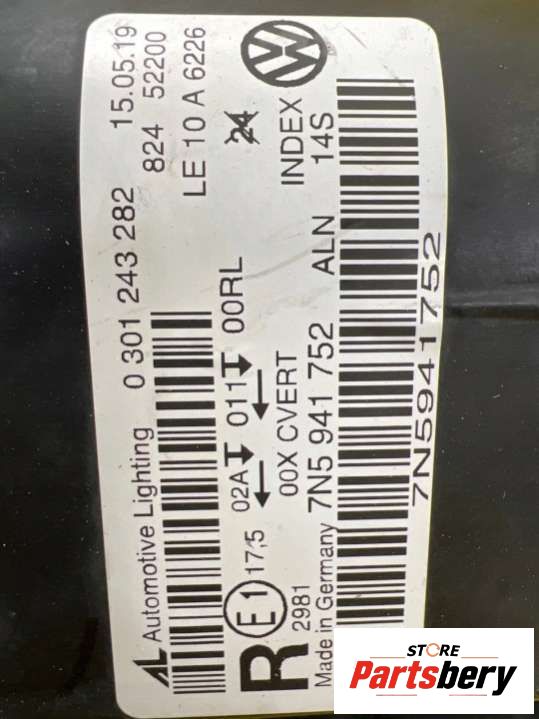 AL Automotive Lighting 0 301 243 282 15.05.19
824 52200
LE 10 A 6226
E1 17,5 02A 011 00RL 24
R 2981 00X CVERT INDEX
Made in Germany 7N5 941 752 ALN 14S
7N5941752
STORE
Partsbery